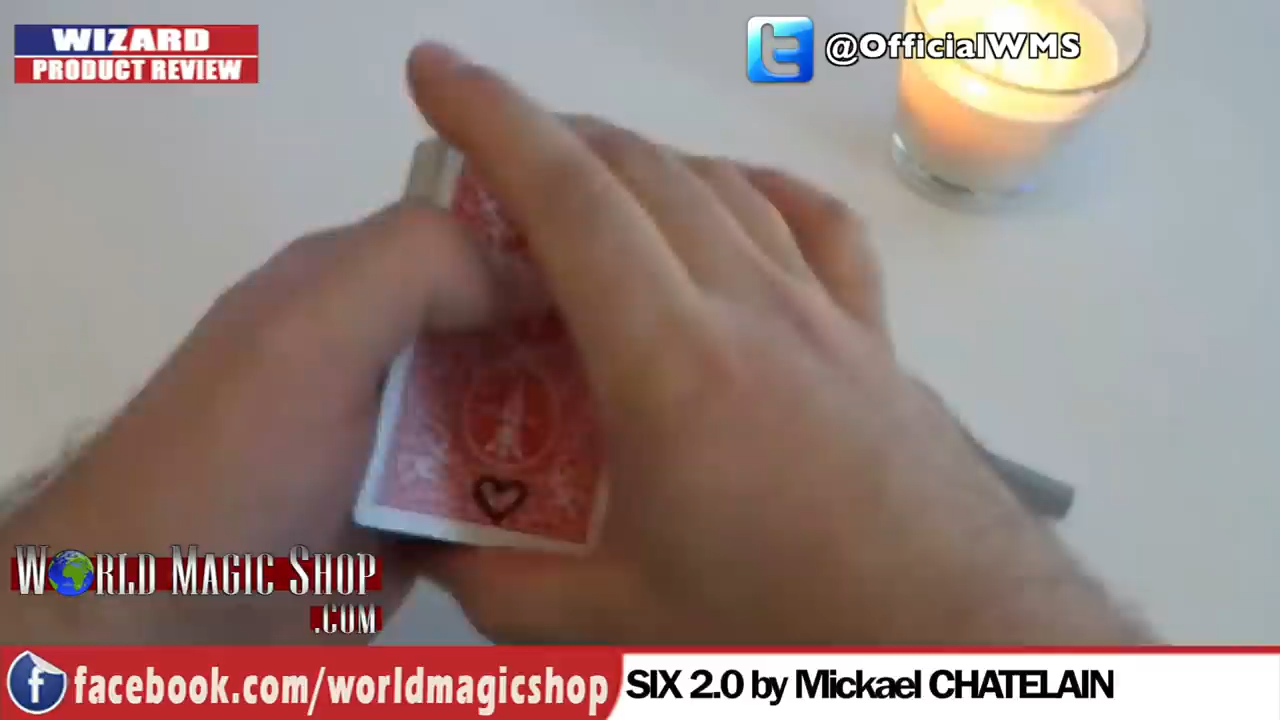 WIZARD
PRODUCT REVIEW
@OfficialWMS
WORLD MAGIC SHOP
.COM
facebook.com/worldmagicshop
SIX 2.0 by Mickael CHATELAIN